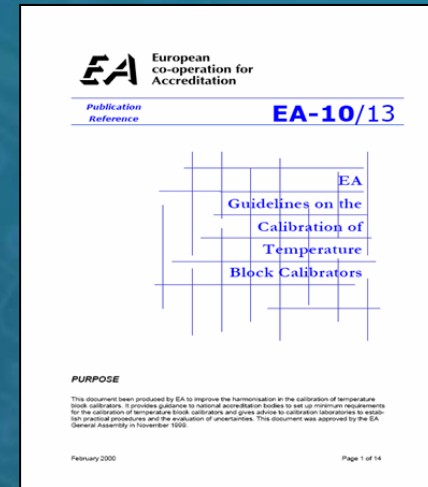 EA
European
co-operation for
Accreditation
Publication
Reference
EA-10/13
EA
Guidelines on the
Calibration of
Temperature
Block Calibrators
PURPOSE
This document been produced by EA to improve the harmonisation in the calibration of temperature
block calibrators. It provides guidance to national accreditation bodies to set up minimum requirements
for the calibration of temperature block calibrators and gives advice to calibration laboratories to estab-
lish practical procedures and the evaluation of uncertainties. This document was approved by the EA
General Assembly in November 1999.
February 2000
Page 1 of 14